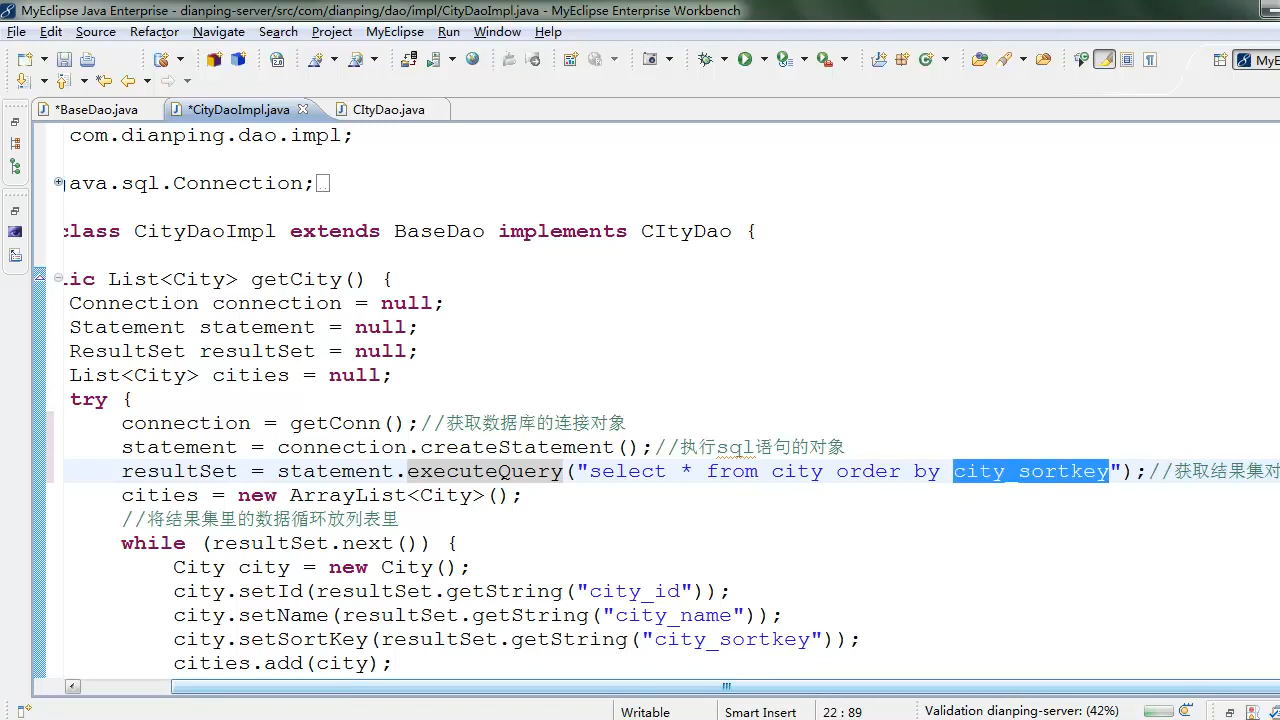 MyEclipse Java Enterprise - dianping-server/src/com/dianping/dao/impl/CityDaoImpl.java - MyEclipse Enterprise Workbench
File Edit Source Refactor Navigate Search Project MyEclipse Run Window Help
MyE
*BaseDao.java *CityDaoImpl.java CItyDao.java
com.dianping.dao.impl;
ava.sql.Connection;
class CityDaoImpl extends BaseDao implements CItyDao {
lic List<City> getCity() {
Connection connection = null;
Statement statement = null;
ResultSet resultSet = null;
List<City> cities = null;
try {
connection = getConn();//获取数据库的连接对象
statement = connection.createStatement();//执行sql语句的对象
resultSet = statement.executeQuery("select * from city order by city_sortkey");//获取结果集对
cities = new ArrayList<City>();
//将结果集里的数据循环放列表里
while (resultSet.next()) {
City city = new City();
city.setId(resultSet.getString("city_id"));
city.setName(resultSet.getString("city_name"));
city.setSortKey(resultSet.getString("city_sortkey"));
cities.add(city);
Writable Smart Insert 22 : 89 Validation dianping-server: (42%)